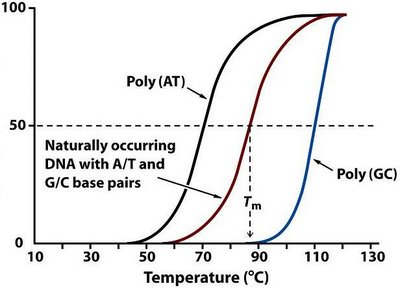 100
Poly (AT)
50
Naturally occurring
DNA with A/T and
G/C base pairs
Poly (GC)
Tm
0
10 30 50 70 90 110 130
Temperature (°C)